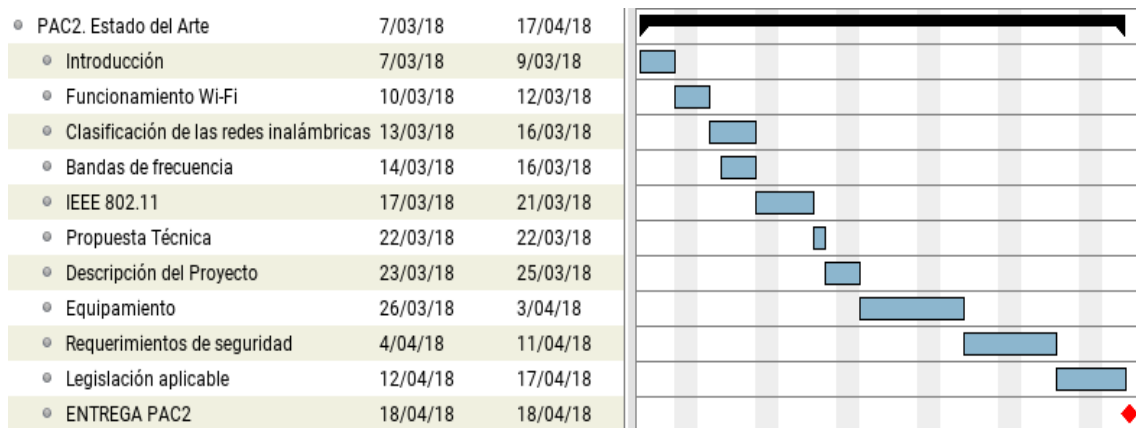 PAC2. Estado del Arte 7/03/18 17/04/18
Introducción 7/03/18 9/03/18
Funcionamiento Wi-Fi 10/03/18 12/03/18
Clasificación de las redes inalámbricas 13/03/18 16/03/18
Bandas de frecuencia 14/03/18 16/03/18
IEEE 802.11 17/03/18 21/03/18
Propuesta Técnica 22/03/18 22/03/18
Descripción del Proyecto 23/03/18 25/03/18
Equipamiento 26/03/18 3/04/18
Requerimientos de seguridad 4/04/18 11/04/18
Legislación aplicable 12/04/18 17/04/18
ENTREGA PAC2 18/04/18 18/04/18